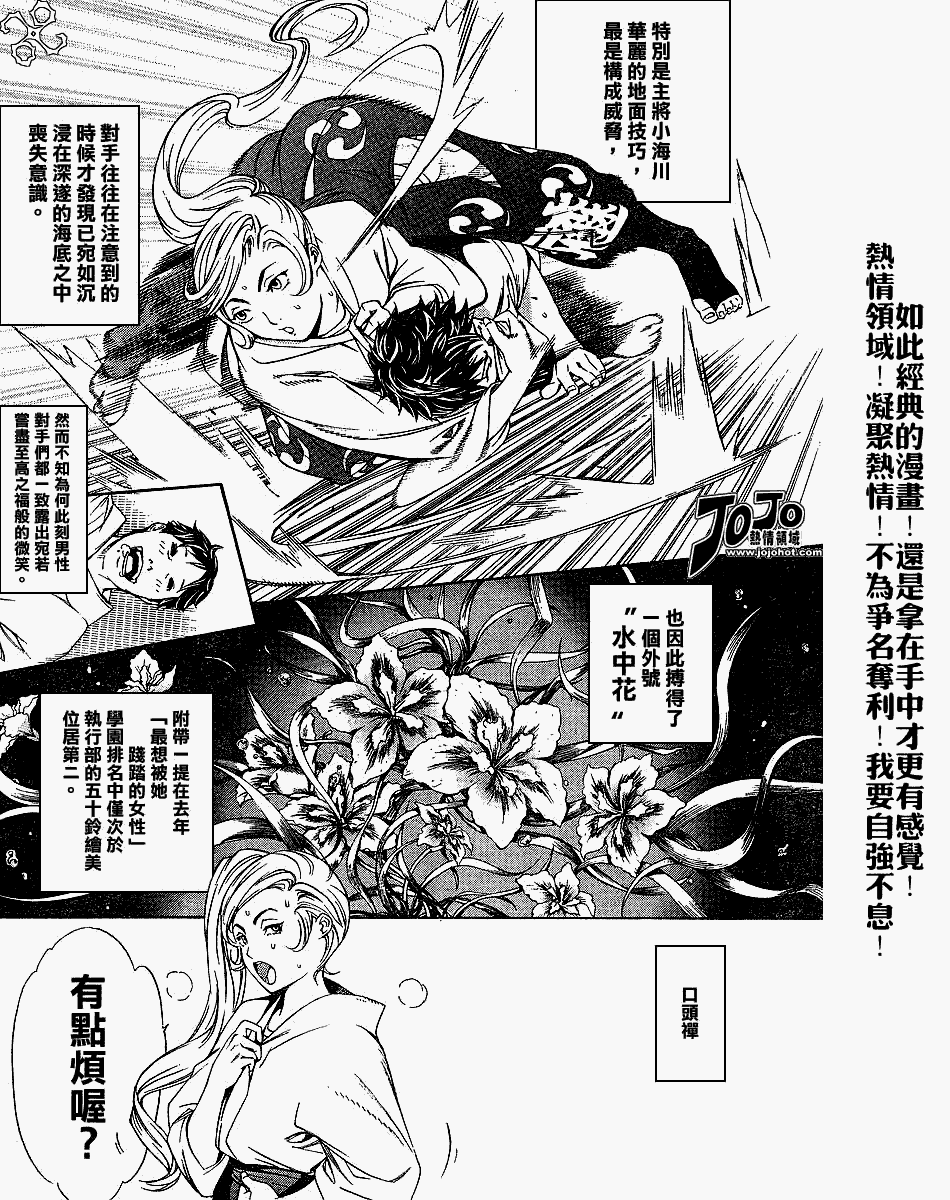 特別是主將小海川
華麗的地面技巧，
最是構成威脅，
對手往往在注意到的
時候才發現已宛如沉
浸在深遂的海底之中
喪失意識。
然而不知為何此刻男性
對手們都一致露出宛若
嘗盡至高之福般的微笑。
JOJO
熱情領域
www.jojohot.com
也因此搏得了
一個外號
〝水中花〞
附帶一提在去年
「最想被她
踐踏的女性」
學園排名中僅次於
執行部的五十鈴繪美
位居第二。
口頭禪
有點煩喔？
如此經典的漫畫！還是拿在手中才更有感覺！
熱情領域！凝聚熱情！不為爭名奪利！我要自強不息！